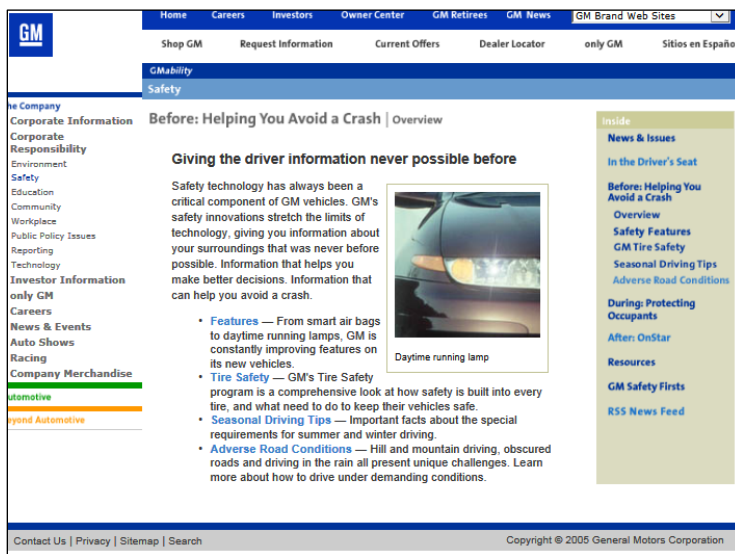 Home Careers Investors Owner Center GM Retirees GM News GM Brand Web Sites
GM
Shop GM Request Information Current Offers Dealer Locator only GM Sitios en Españo
GMability
Safety
he Company
Corporate Information
Corporate
Responsibility
Environment
Safety
Education
Community
Workplace
Public Policy Issues
Reporting
Technology
Investor Information
only GM
Careers
News & Events
Auto Shows
Racing
Company Merchandise
utomotive
eyond Automotive
Before: Helping You Avoid a Crash | Overview
Giving the driver information never possible before
Safety technology has always been a
critical component of GM vehicles. GM's
safety innovations stretch the limits of
technology, giving you information about
your surroundings that was never before
possible. Information that helps you
make better decisions. Information that
can help you avoid a crash.
• Features — From smart air bags
to daytime running lamps, GM is
constantly improving features on
its new vehicles.
Daytime running lamp
• Tire Safety — GM's Tire Safety
program is a comprehensive look at how safety is built into every
tire, and what need to do to keep their vehicles safe.
• Seasonal Driving Tips — Important facts about the special
requirements for summer and winter driving.
• Adverse Road Conditions — Hill and mountain driving, obscured
roads and driving in the rain all present unique challenges. Learn
more about how to drive under demanding conditions.
Inside
News & Issues
In the Driver's Seat
Before: Helping You
Avoid a Crash
Overview
Safety Features
GM Tire Safety
Seasonal Driving Tips
Adverse Road Conditions
During: Protecting
Occupants
After: OnStar
Resources
GM Safety Firsts
RSS News Feed
Contact Us | Privacy | Sitemap | Search
Copyright © 2005 General Motors Corporation